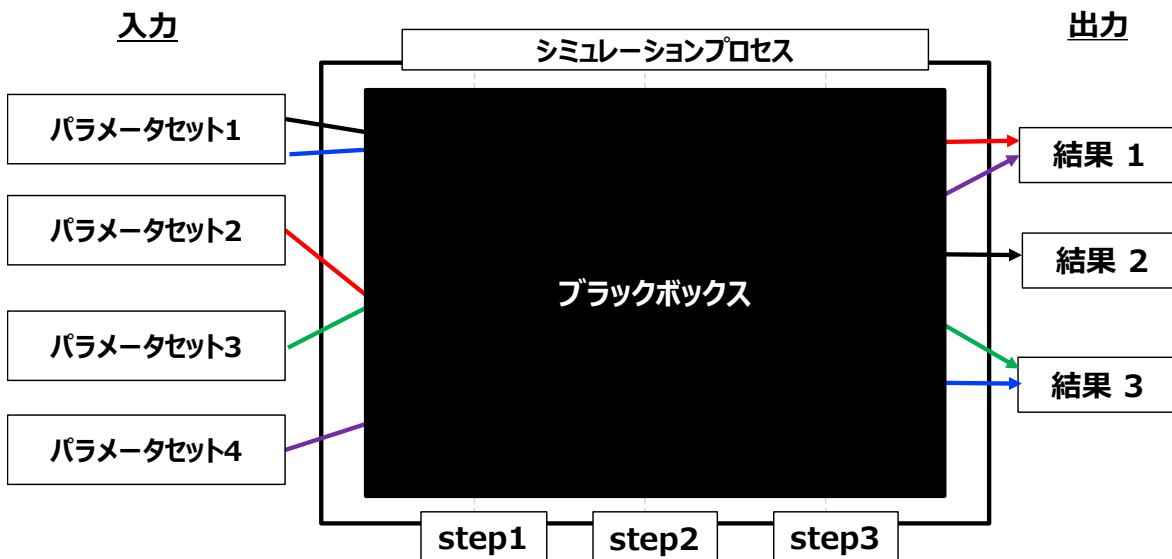 入力
出力
シミュレーションプロセス
パラメータセット1
パラメータセット2
パラメータセット3
パラメータセット4
ブラックボックス
結果 1
結果 2
結果 3
step1
step2
step3